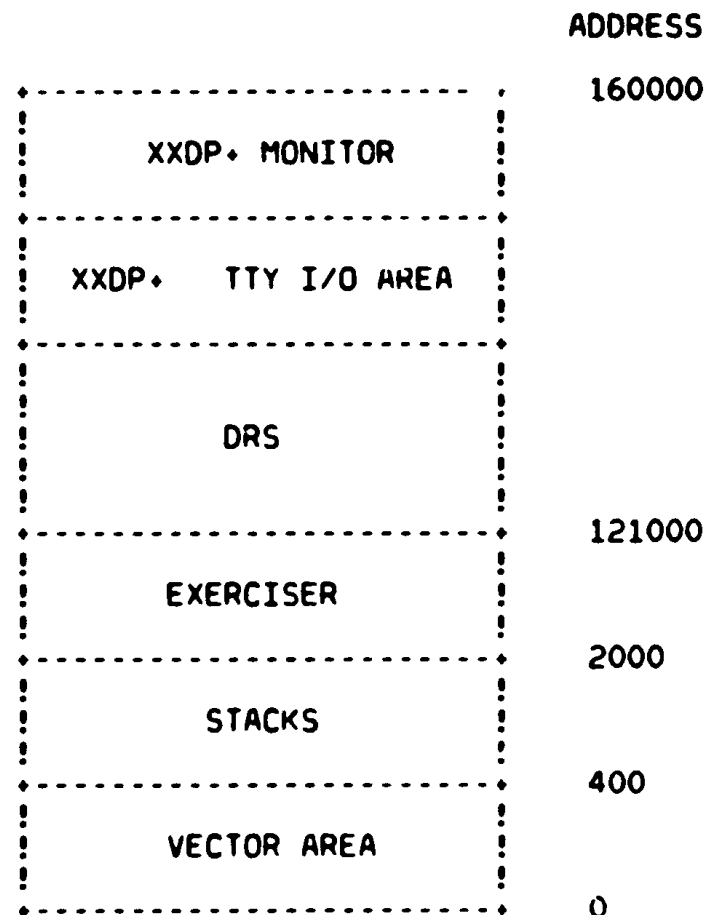 ADDRESS
160000
XXDP+ MONITOR
XXDP+ TTY I/O AREA
DRS
121000
EXERCISER
2000
STACKS
400
VECTOR AREA
0